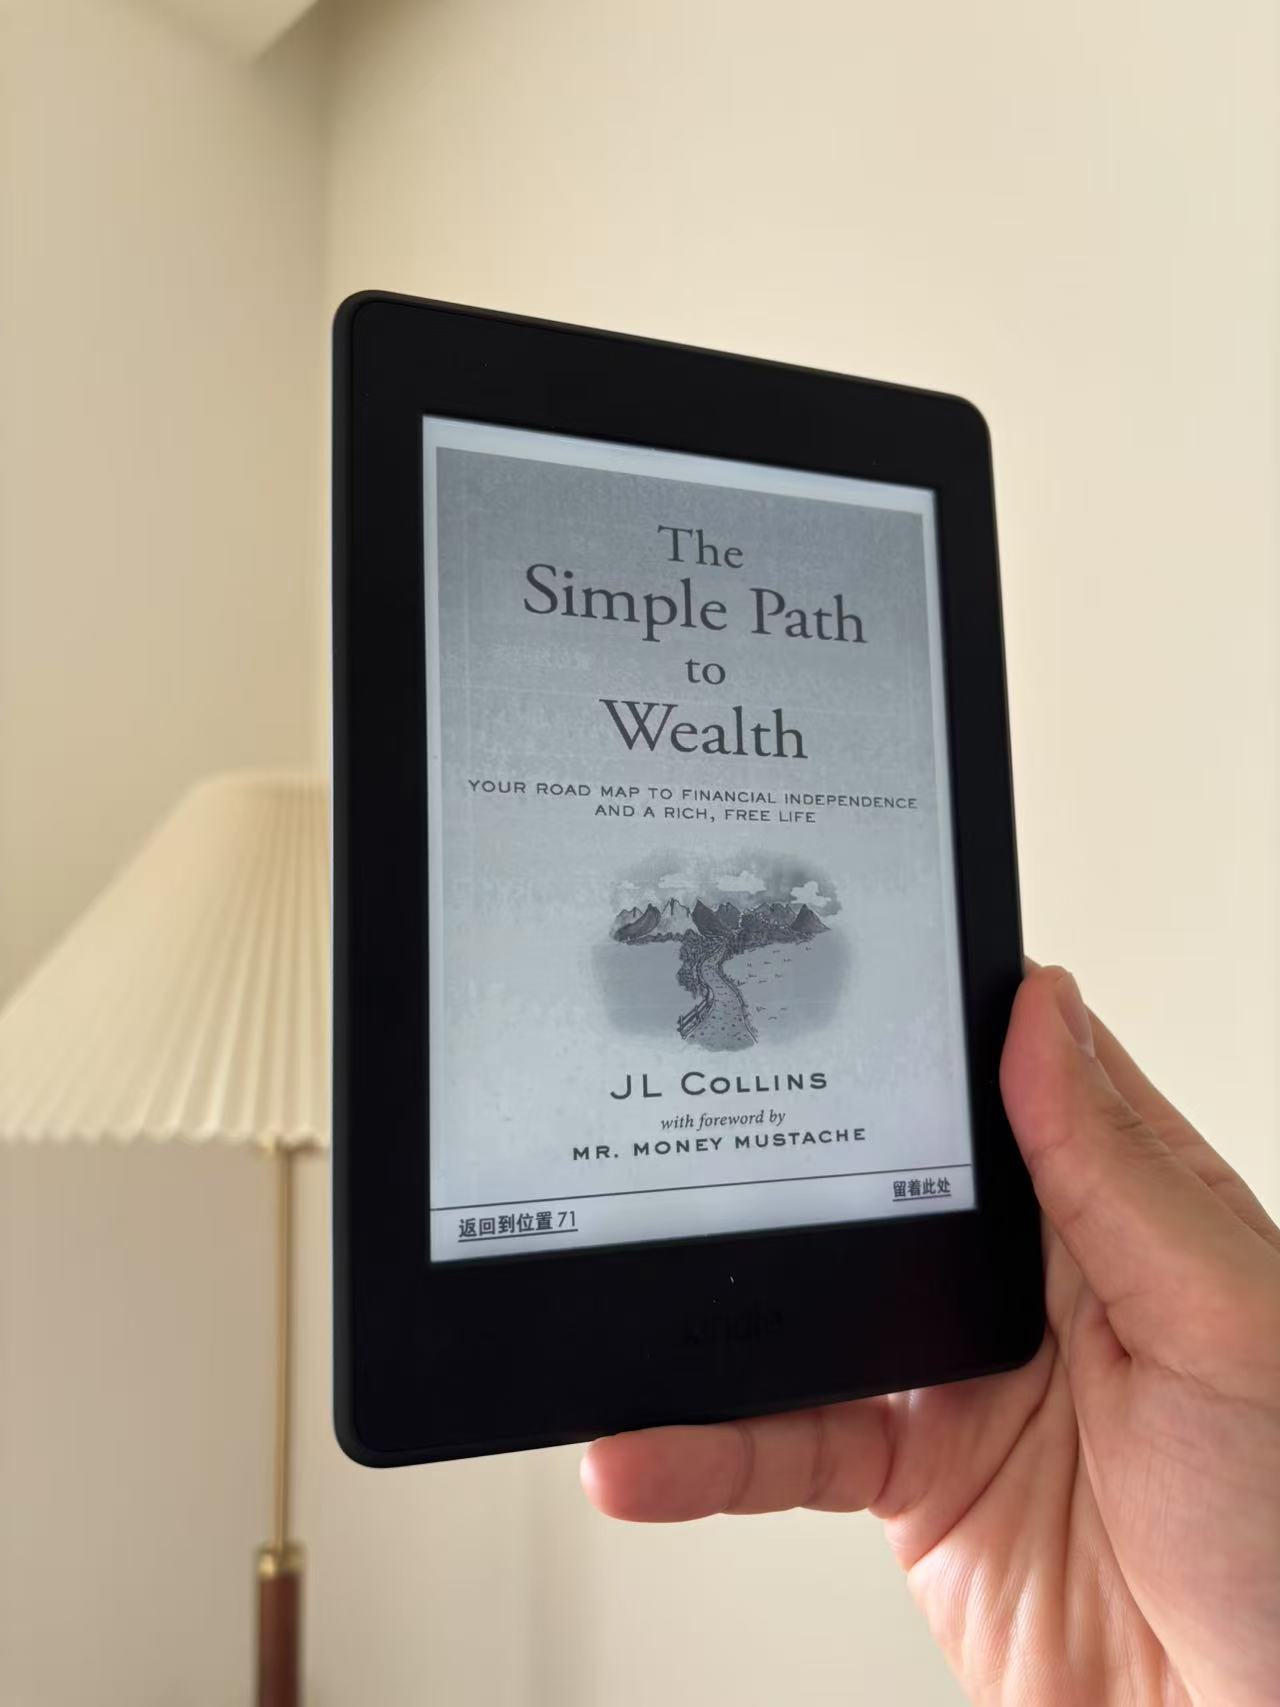 The
Simple Path
to
Wealth
YOUR ROAD MAP TO FINANCIAL INDEPENDENCE
AND A RICH, FREE LIFE
JL COLLINS
with foreword by
MR. MONEY MUSTACHE
返回到位置 71
留着此处
kindle